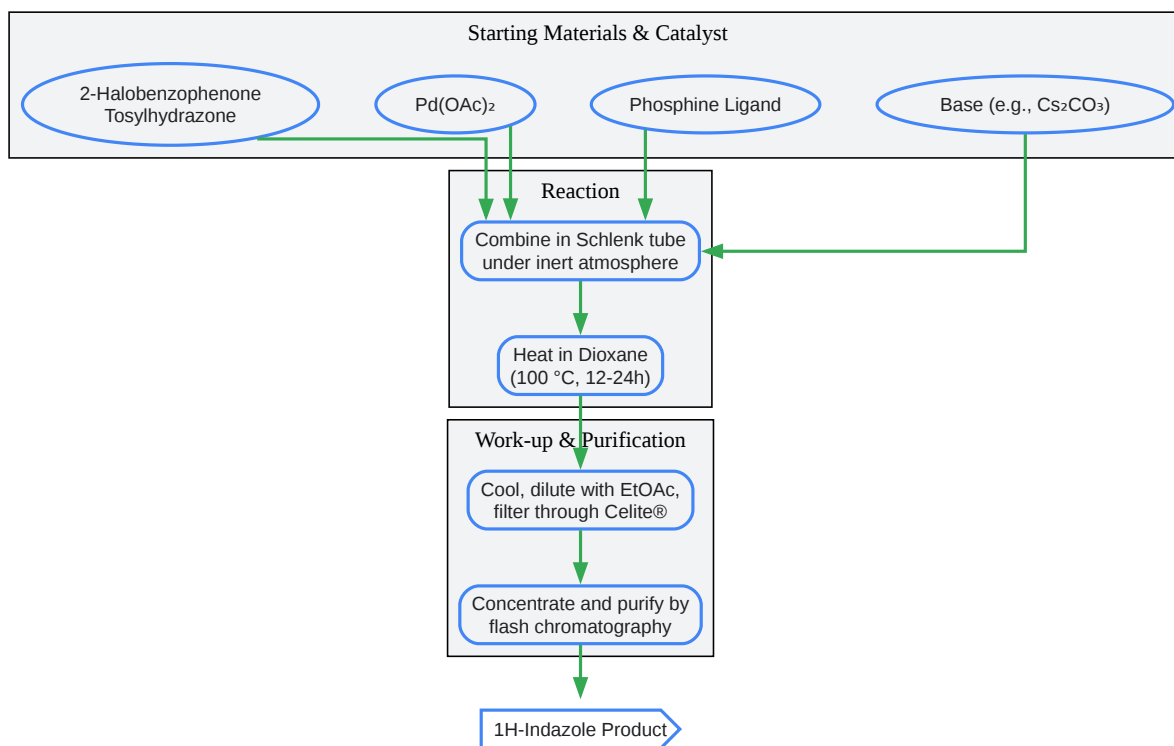 Starting Materials & Catalyst
2-Halobenzophenone
Tosylhydrazone
Pd(OAc)₂
Phosphine Ligand
Base (e.g., Cs₂CO₃)
Reaction
Combine in Schlenk tube
under inert atmosphere
Heat in Dioxane
(100 °C, 12-24h)
Work-up & Purification
Cool, dilute with EtOAc,
filter through Celite®
Concentrate and purify by
flash chromatography
1H-Indazole Product